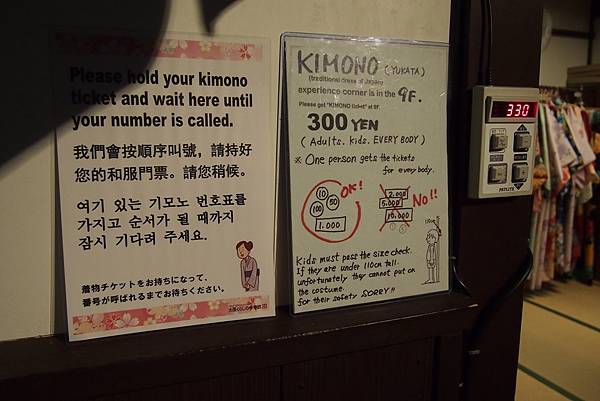 Please hold your kimono
ticket and wait here until
your number is called.
我們會按順序叫號，請持好
您的和服門票。請您稍候。
여기 있는 기모노 번호표를
가지고 순서가 될 때까지
잠시 기다려 주세요.
着物チケットをお持ちになって、
番号が呼ばれるまでお待ちください。
KIMONO (YUKATA)
(traditional dress of Japan)
experience corner is in the 9F.
Please get "KIMONO ticket" at 9F.
300 YEN
(Adults. kids. EVERY BODY)
※ One person gets the tickets
for every body.
10
50
100
1.000
OK!
2.000
5.000
10.000
No!!
110cm
Kids must pass the size check.
If they are under 110cm tall.
unfortunately they cannot put on
the costume.
for their safety SORRY!!
330
PATLITE